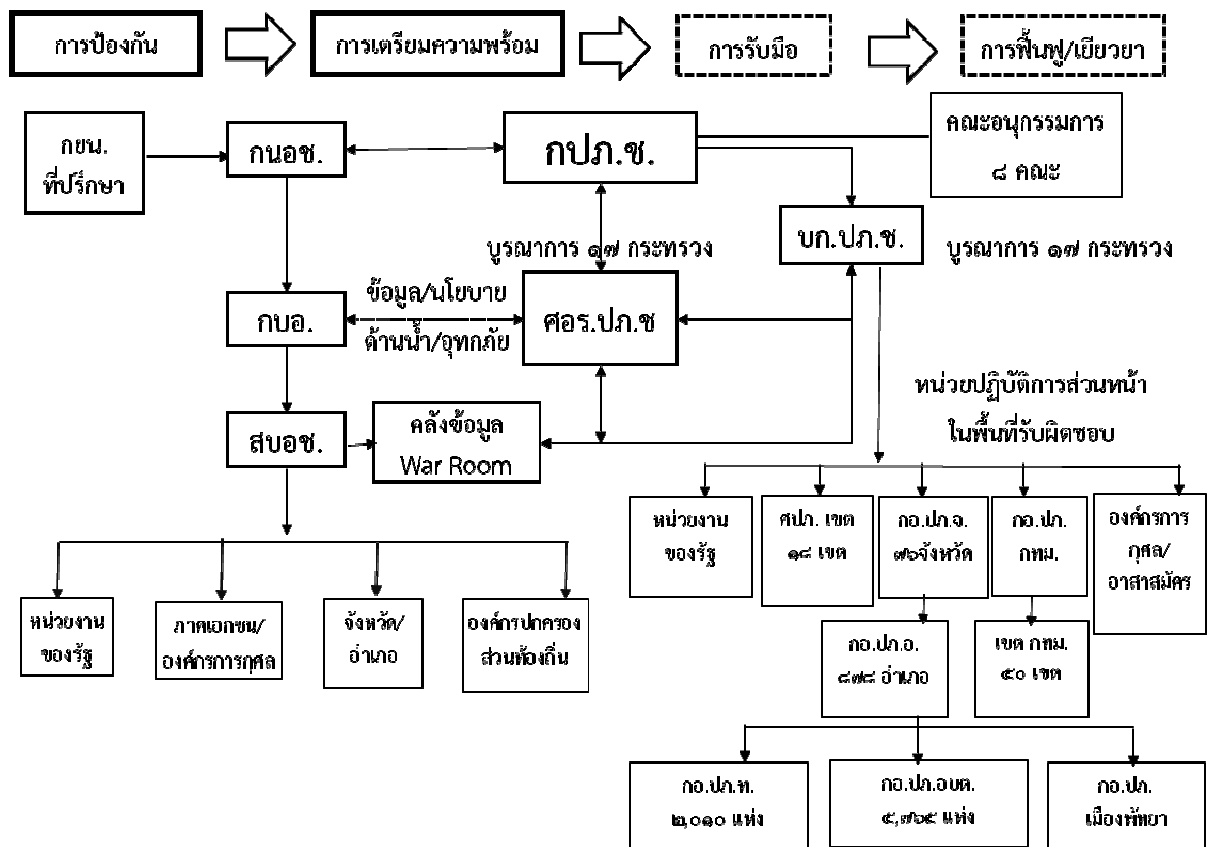 การป้องกัน
การเตรียมความพร้อม
การรับมือ
การฟื้นฟู/เยียวยา
กยน.
ที่ปรึกษา
กนอช.
กปภ.ช.
คณะอนุกรรมการ
๘ คณะ
บก.ปภ.ช.
บูรณาการ ๑๗ กระทรวง
บูรณาการ ๑๗ กระทรวง
กบอ.
ข้อมูล/นโยบาย
ด้านน้ำ/อุทกภัย
ศอร.ปภ.ช
หน่วยปฏิบัติการส่วนหน้า
ในพื้นที่รับผิดชอบ
สบอช.
คลังข้อมูล
War Room
หน่วยงาน
ของรัฐ
ศปภ. เขต
๑๘ เขต
กอ.ปภ.จ.
๗๖จังหวัด
กอ.ปภ.
กทม.
องค์กรการ
กุศล/
อาสาสมัคร
หน่วยงาน
ของรัฐ
ภาคเอกชน/
องค์กรการกุศล
จังหวัด/
อำเภอ
องค์กรปกครอง
ส่วนท้องถิ่น
กอ.ปภ.อ.
๘๗๘ อำเภอ
เขต กทม.
๕๐ เขต
กอ.ปภ.ท.
๒,๐๑๐ แห่ง
กอ.ปภ.อบต.
๕,๗๖๕ แห่ง
กอ.ปภ.
เมืองพัทยา